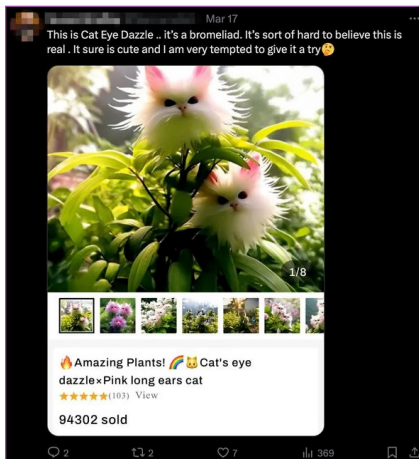 Mar 17
This is Cat Eye Dazzle .. it's a bromeliad. It's sort of hard to believe this is
real . It sure is cute and I am very tempted to give it a try🤔
1/8
🔥Amazing Plants! 🌈🐱Cat's eye
dazzle×Pink long ears cat
★★★★★(103) View
94302 sold
2
2
7
369